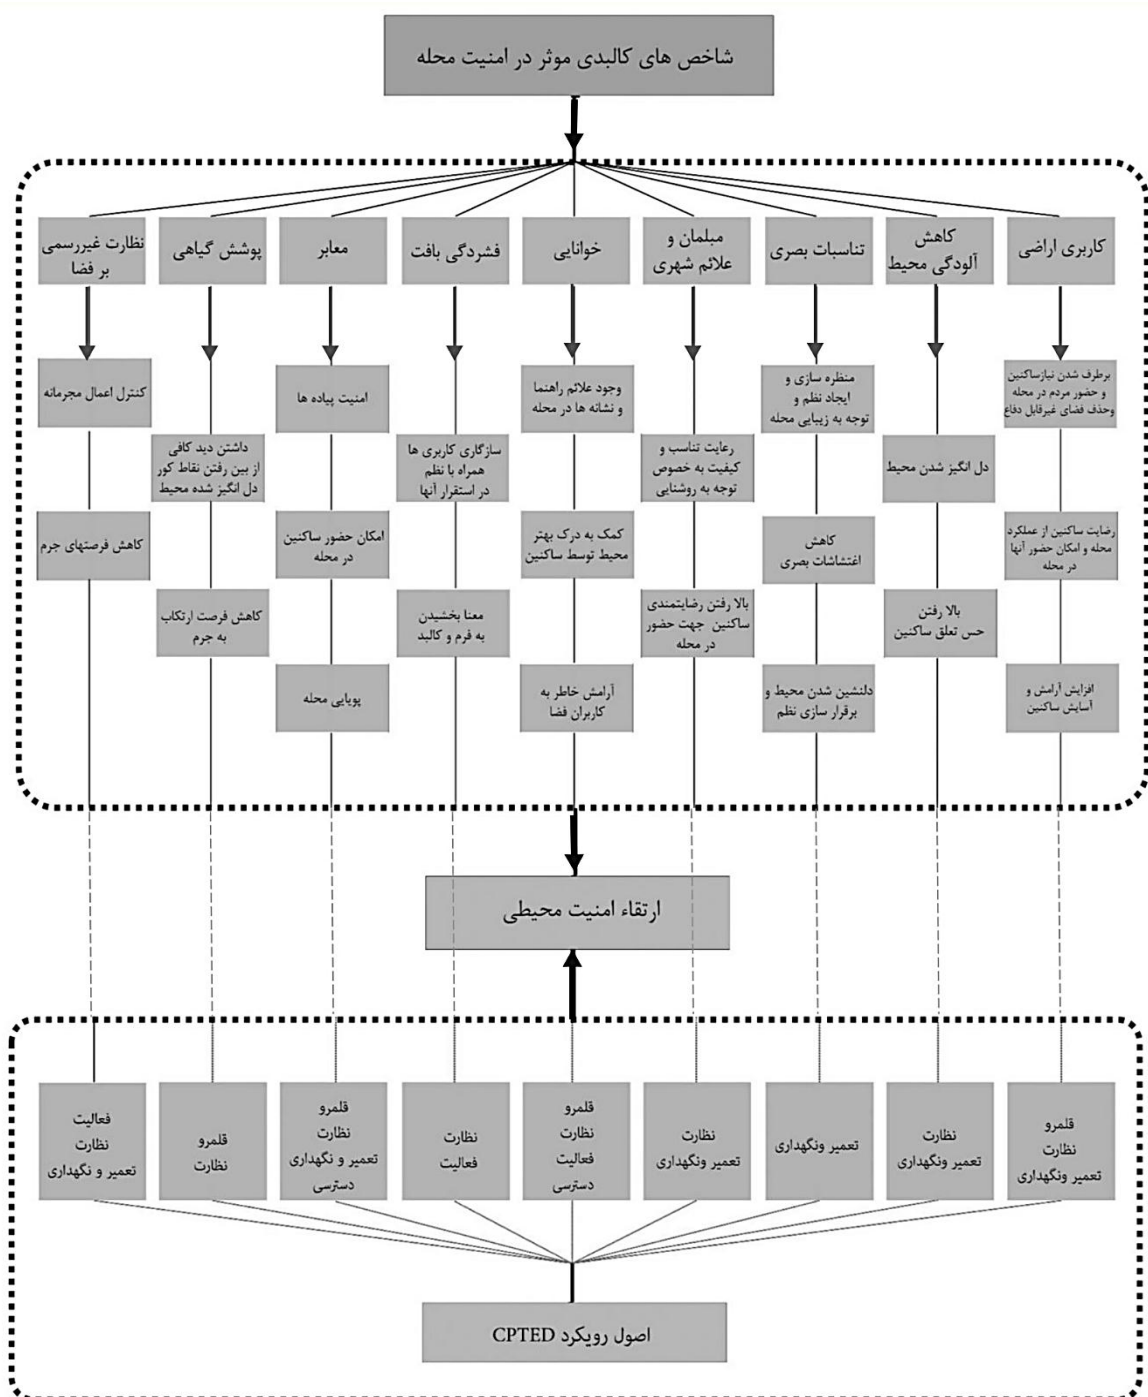 شاخص های کالبدی موثر در امنیت محله
کاربری اراضی
کاهش
آلودگی محیط
تناسبات بصری
مبلمان و
علائم شهری
خوانایی
فشردگی بافت
معابر
پوشش گیاهی
نظارت غیررسمی
بر فضا
برطرف شدن نیازساکنین
و حضور مردم در محله
وحذف فضای غیرقابل دفاع
دل انگیز شدن محیط
منظره سازی و
ایجاد نظم و
توجه به زیبایی محله
رعایت تناسب و
کیفیت به خصوص
توجه به روشنایی
وجود علائم راهنما
و نشانه ها در محله
سازگاری کاربری ها
همراه با نظم
در استقرار آنها
امنیت پیاده ها
داشتن دید کافی
از بین رفتن نقاط کور
دل انگیز شده محیط
کنترل اعمال مجرمانه
رضایت ساکنین از عملکرد
محله و امکان حضور آنها
در محله
بالا رفتن
حس تعلق ساکنین
کاهش
اغتشاشات بصری
بالا رفتن رضایتمندی
ساکنین جهت حضور
در محله
کمک به درک بهتر
محیط توسط ساکنین
معنا بخشیدن
به فرم و کالبد
امکان حضور ساکنین
در محله
کاهش فرصت ارتکاب
به جرم
کاهش فرصتهای جرم
افزایش آرامش و
آسایش ساکنین
دلنشین شدن محیط و
برقرار سازی نظم
آرامش خاطر به
کاربران فضا
پویایی محله
ارتقاء امنیت محیطی
قلمرو
نظارت
تعمیر ونگهداری
نظارت
تعمیر ونگهداری
تعمیر ونگهداری
نظارت
تعمیر ونگهداری
قلمرو
نظارت
فعالیت
دسترسی
نظارت
فعالیت
قلمرو
نظارت
تعمیر و نگهداری
دسترسی
قلمرو
نظارت
فعالیت
نظارت
تعمیر و نگهداری
اصول رویکرد CPTED